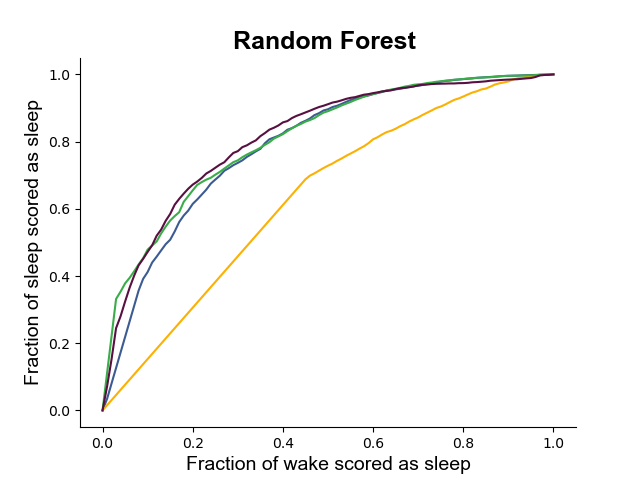 Random Forest
Fraction of sleep scored as sleep
1.0
0.8
0.6
0.4
0.2
0.0
0.0 0.2 0.4 0.6 0.8 1.0
Fraction of wake scored as sleep